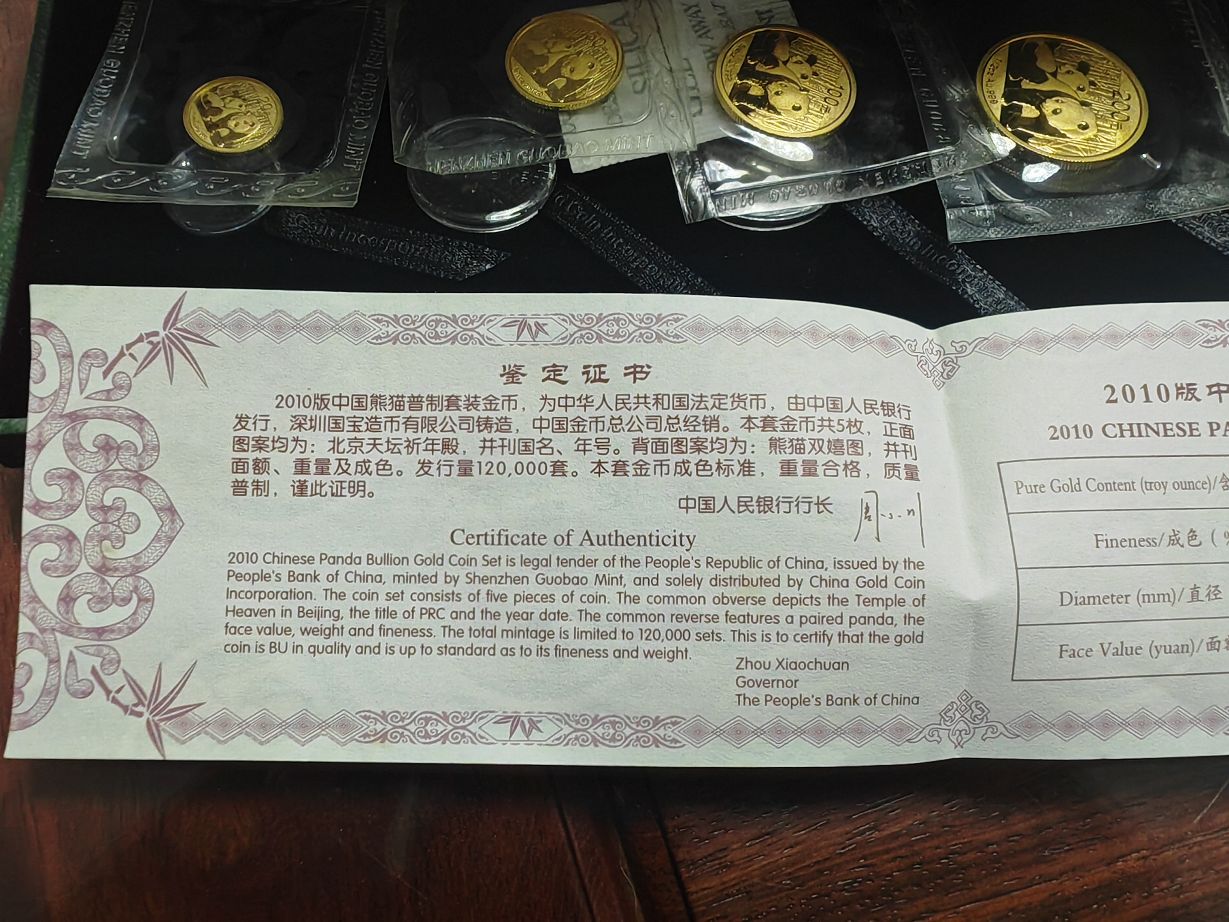 SHENZHEN GUOBAO MINT
100元
200元
Coin Incorpora
鉴定证书
2010版中国熊猫普制套装金币，为中华人民共和国法定货币，由中国人民银行
发行，深圳国宝造币有限公司铸造，中国金币总公司总经销。本套金币共5枚，正面
图案均为：北京天坛祈年殿，并刊国名、年号。背面图案均为：熊猫双嬉图，并刊
面额、重量及成色。发行量120,000套。本套金币成色标准，重量合格，质量
普制，谨此证明。
中国人民银行行长
Certificate of Authenticity
2010 Chinese Panda Bullion Gold Coin Set is legal tender of the People's Republic of China, issued by the
People's Bank of China, minted by Shenzhen Guobao Mint, and solely distributed by China Gold Coin
Incorporation. The coin set consists of five pieces of coin. The common obverse depicts the Temple of
Heaven in Beijing, the title of PRC and the year date. The common reverse features a paired panda, the
face value, weight and fineness. The total mintage is limited to 120,000 sets. This is to certify that the gold
coin is BU in quality and is up to standard as to its fineness and weight.
Zhou Xiaochuan
Governor
The People's Bank of China
2010版中
2010 CHINESE PA
Pure Gold Content (troy ounce)/
Fineness/成色 (
Diameter (mm)/直径
Face Value (yuan)/面